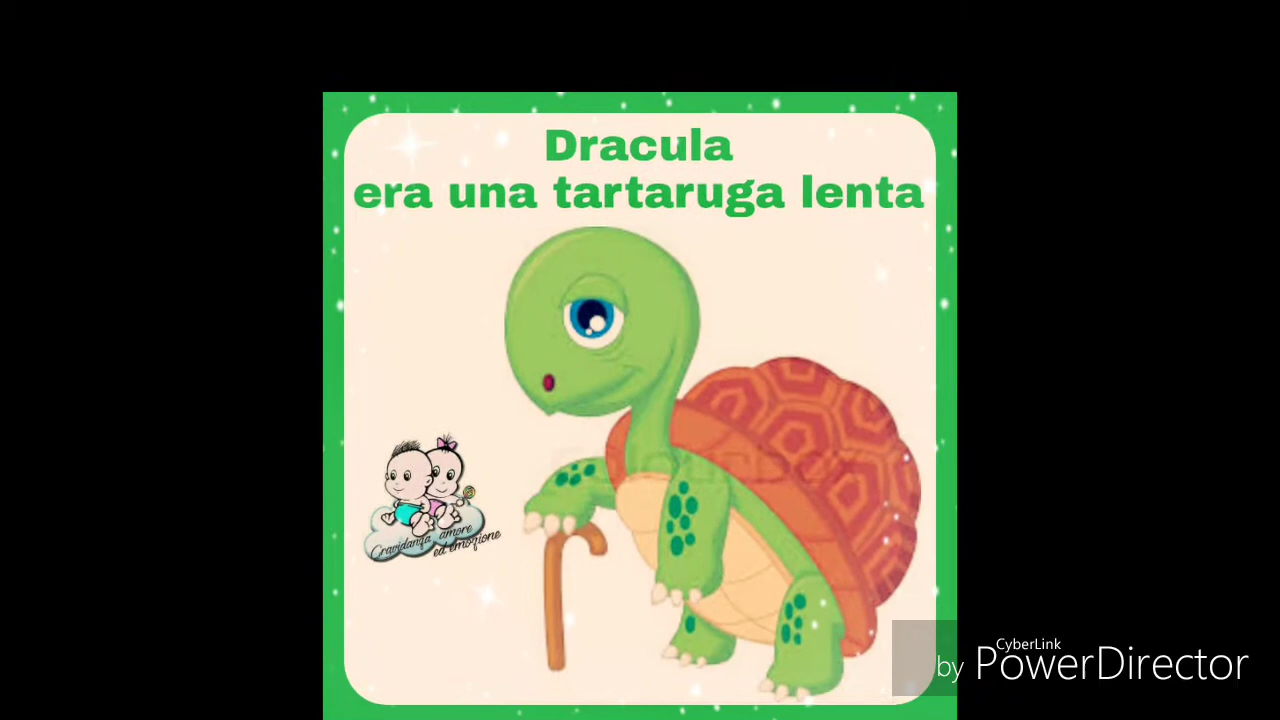 Dracula
era una tartaruga lenta
Gravidanza amore
ed emozione
CyberLink
by PowerDirector